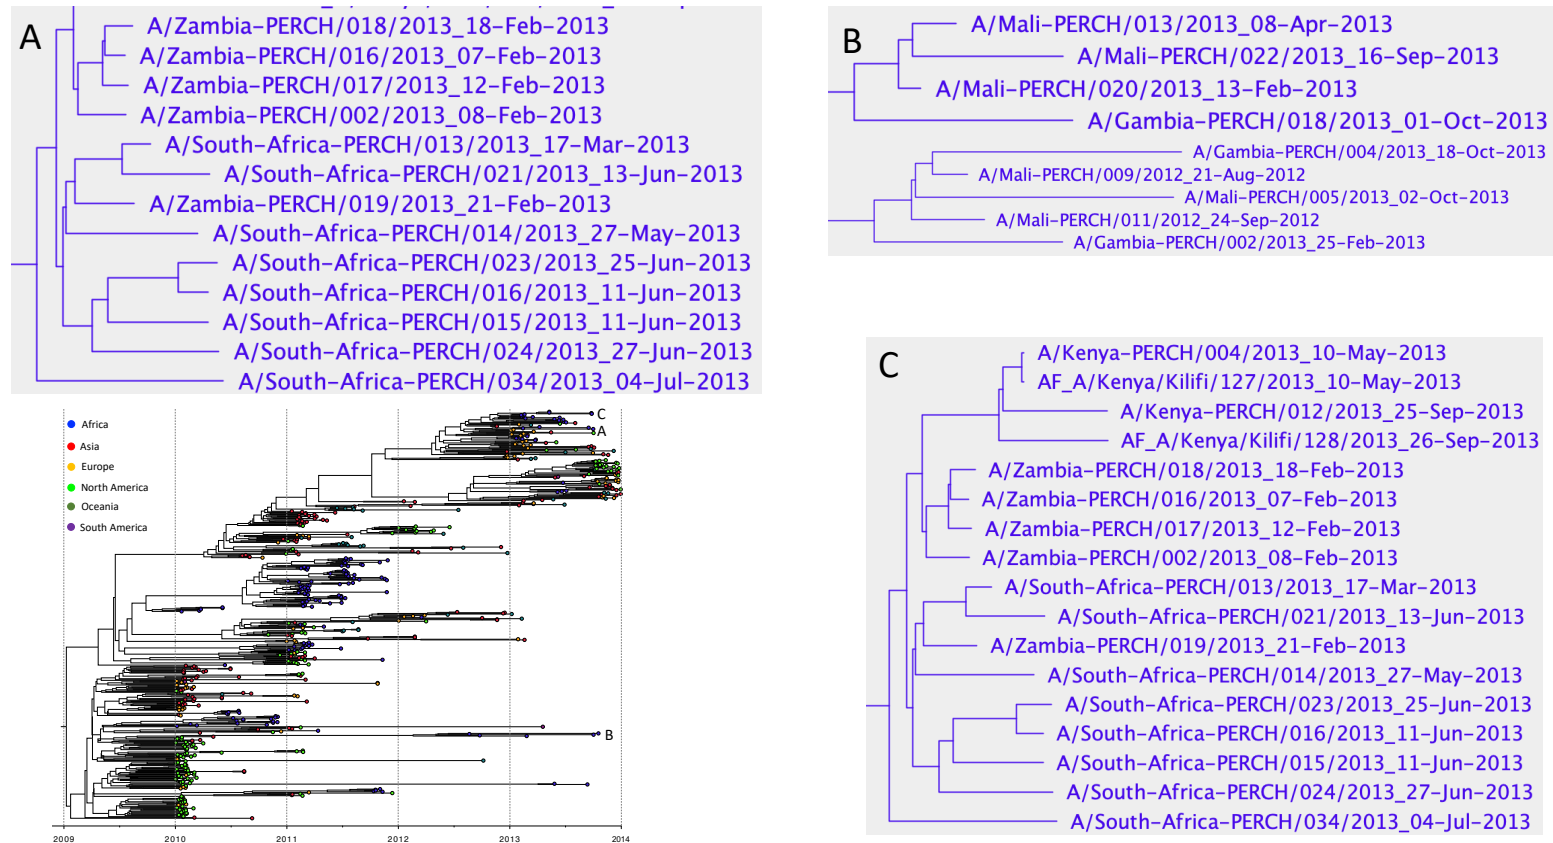 A
A/Zambia-PERCH/018/2013_18-Feb-2013
A/Zambia-PERCH/016/2013_07-Feb-2013
A/Zambia-PERCH/017/2013_12-Feb-2013
A/Zambia-PERCH/002/2013_08-Feb-2013
A/South-Africa-PERCH/013/2013_17-Mar-2013
A/South-Africa-PERCH/021/2013_13-Jun-2013
A/Zambia-PERCH/019/2013_21-Feb-2013
A/South-Africa-PERCH/014/2013_27-May-2013
A/South-Africa-PERCH/023/2013_25-Jun-2013
A/South-Africa-PERCH/016/2013_11-Jun-2013
A/South-Africa-PERCH/015/2013_11-Jun-2013
A/South-Africa-PERCH/024/2013_27-Jun-2013
A/South-Africa-PERCH/034/2013_04-Jul-2013
B
A/Mali-PERCH/013/2013_08-Apr-2013
A/Mali-PERCH/022/2013_16-Sep-2013
A/Mali-PERCH/020/2013_13-Feb-2013
A/Gambia-PERCH/018/2013_01-Oct-2013
A/Gambia-PERCH/004/2013_18-Oct-2013
A/Mali-PERCH/009/2012_21-Aug-2012
A/Mali-PERCH/005/2013_02-Oct-2013
A/Mali-PERCH/011/2012_24-Sep-2012
A/Gambia-PERCH/002/2013_25-Feb-2013
C
A/Kenya-PERCH/004/2013_10-May-2013
AF_A/Kenya/Kilifi/127/2013_10-May-2013
A/Kenya-PERCH/012/2013_25-Sep-2013
AF_A/Kenya/Kilifi/128/2013_26-Sep-2013
A/Zambia-PERCH/018/2013_18-Feb-2013
A/Zambia-PERCH/016/2013_07-Feb-2013
A/Zambia-PERCH/017/2013_12-Feb-2013
A/Zambia-PERCH/002/2013_08-Feb-2013
A/South-Africa-PERCH/013/2013_17-Mar-2013
A/South-Africa-PERCH/021/2013_13-Jun-2013
A/Zambia-PERCH/019/2013_21-Feb-2013
A/South-Africa-PERCH/014/2013_27-May-2013
A/South-Africa-PERCH/023/2013_25-Jun-2013
A/South-Africa-PERCH/016/2013_11-Jun-2013
A/South-Africa-PERCH/015/2013_11-Jun-2013
A/South-Africa-PERCH/024/2013_27-Jun-2013
A/South-Africa-PERCH/034/2013_04-Jul-2013
Africa
Asia
Europe
North America
Oceania
South America
C
A
B
2009 2010 2011 2012 2013 2014